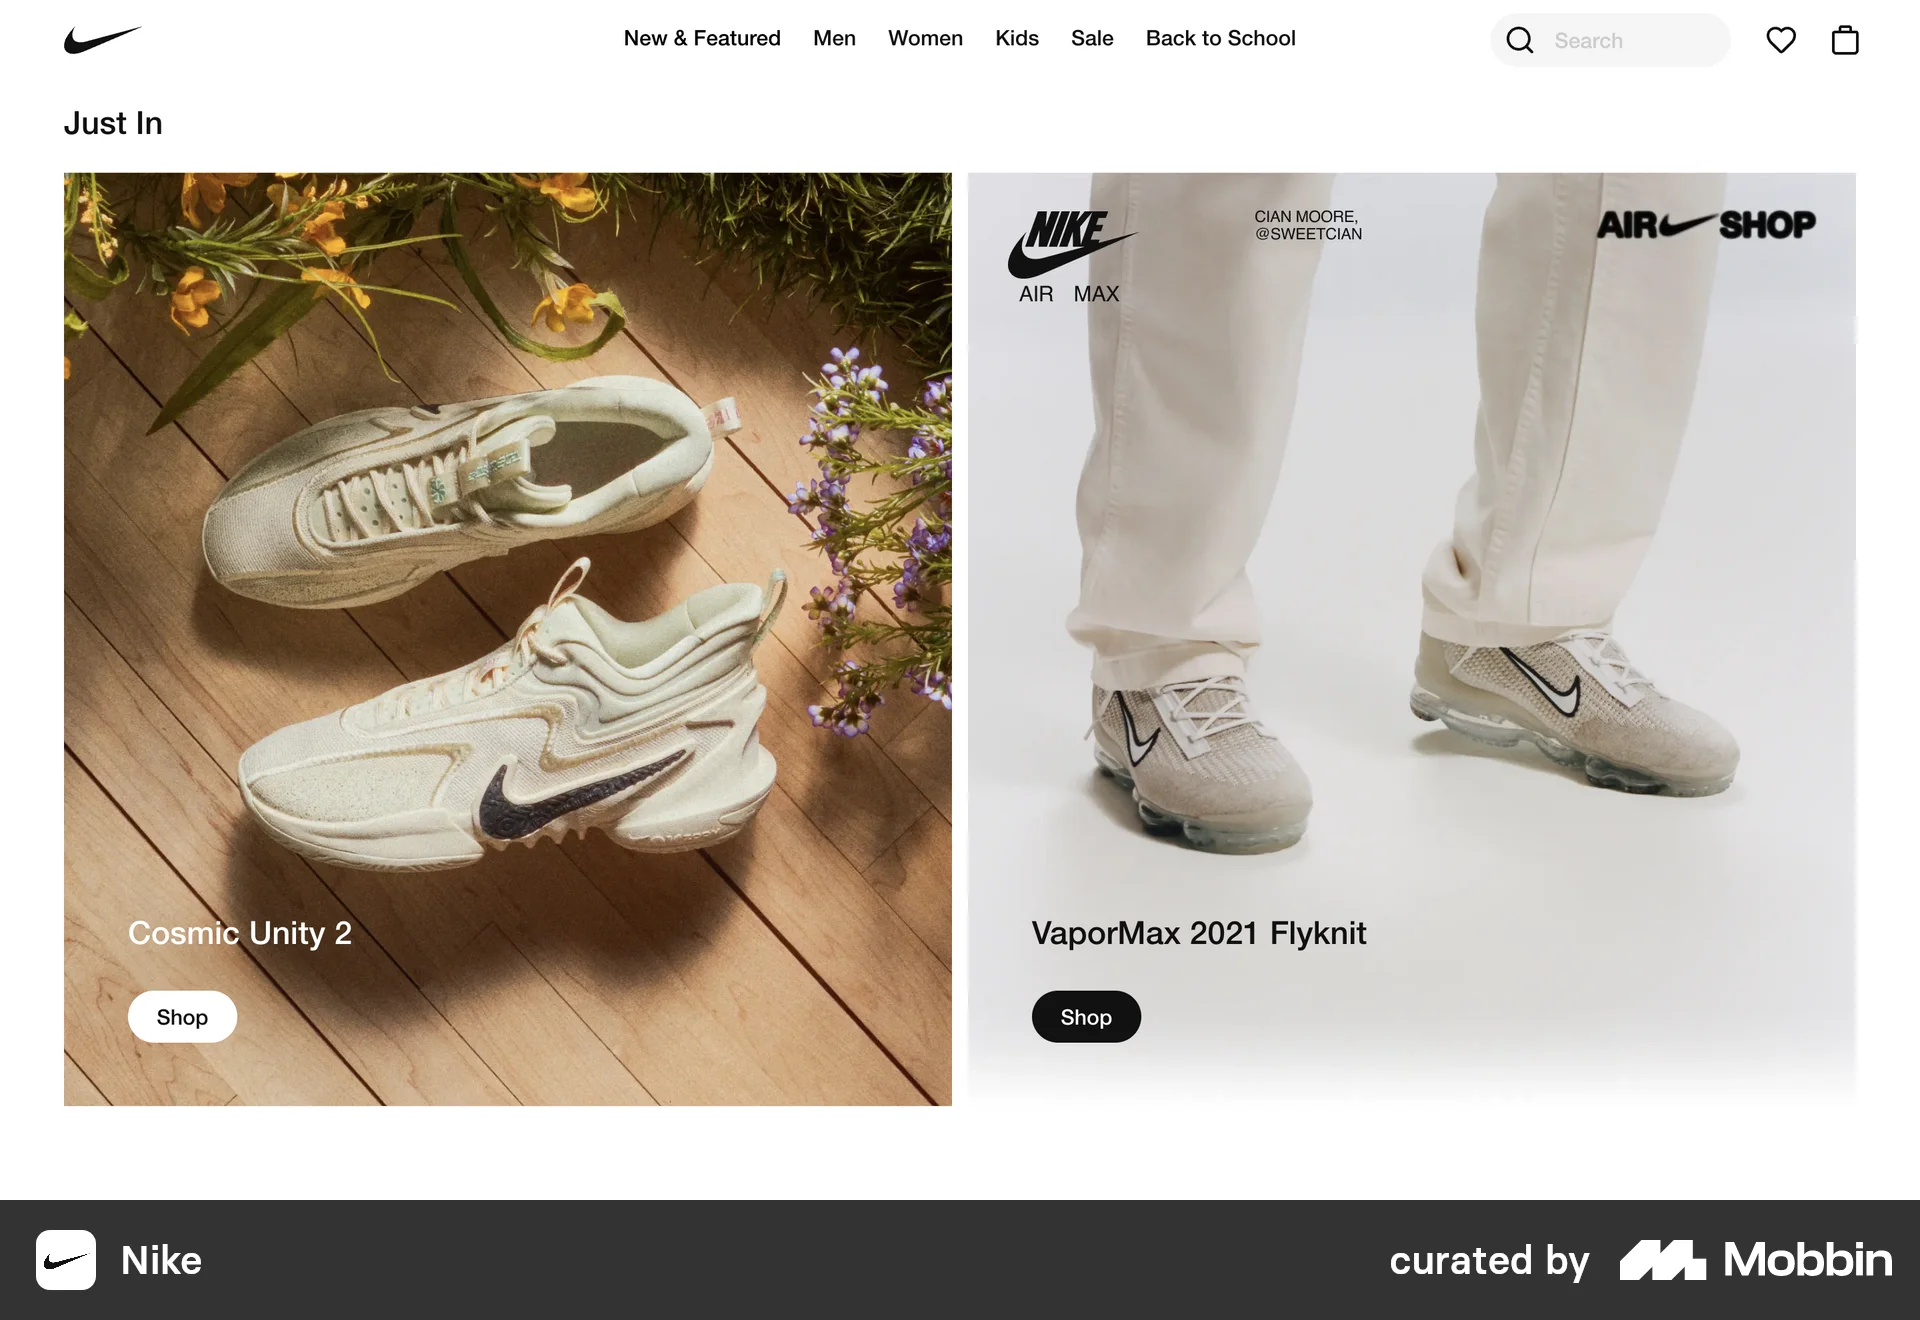 New & Featured
Men
Women
Kids
Sale
Back to School
Search
Just In
NIKE
AIR MAX
CIAN MOORE,
@SWEETCIAN
AIR SHOP
Cosmic Unity 2
Shop
VaporMax 2021 Flyknit
Shop
Nike
curated by Mobbin